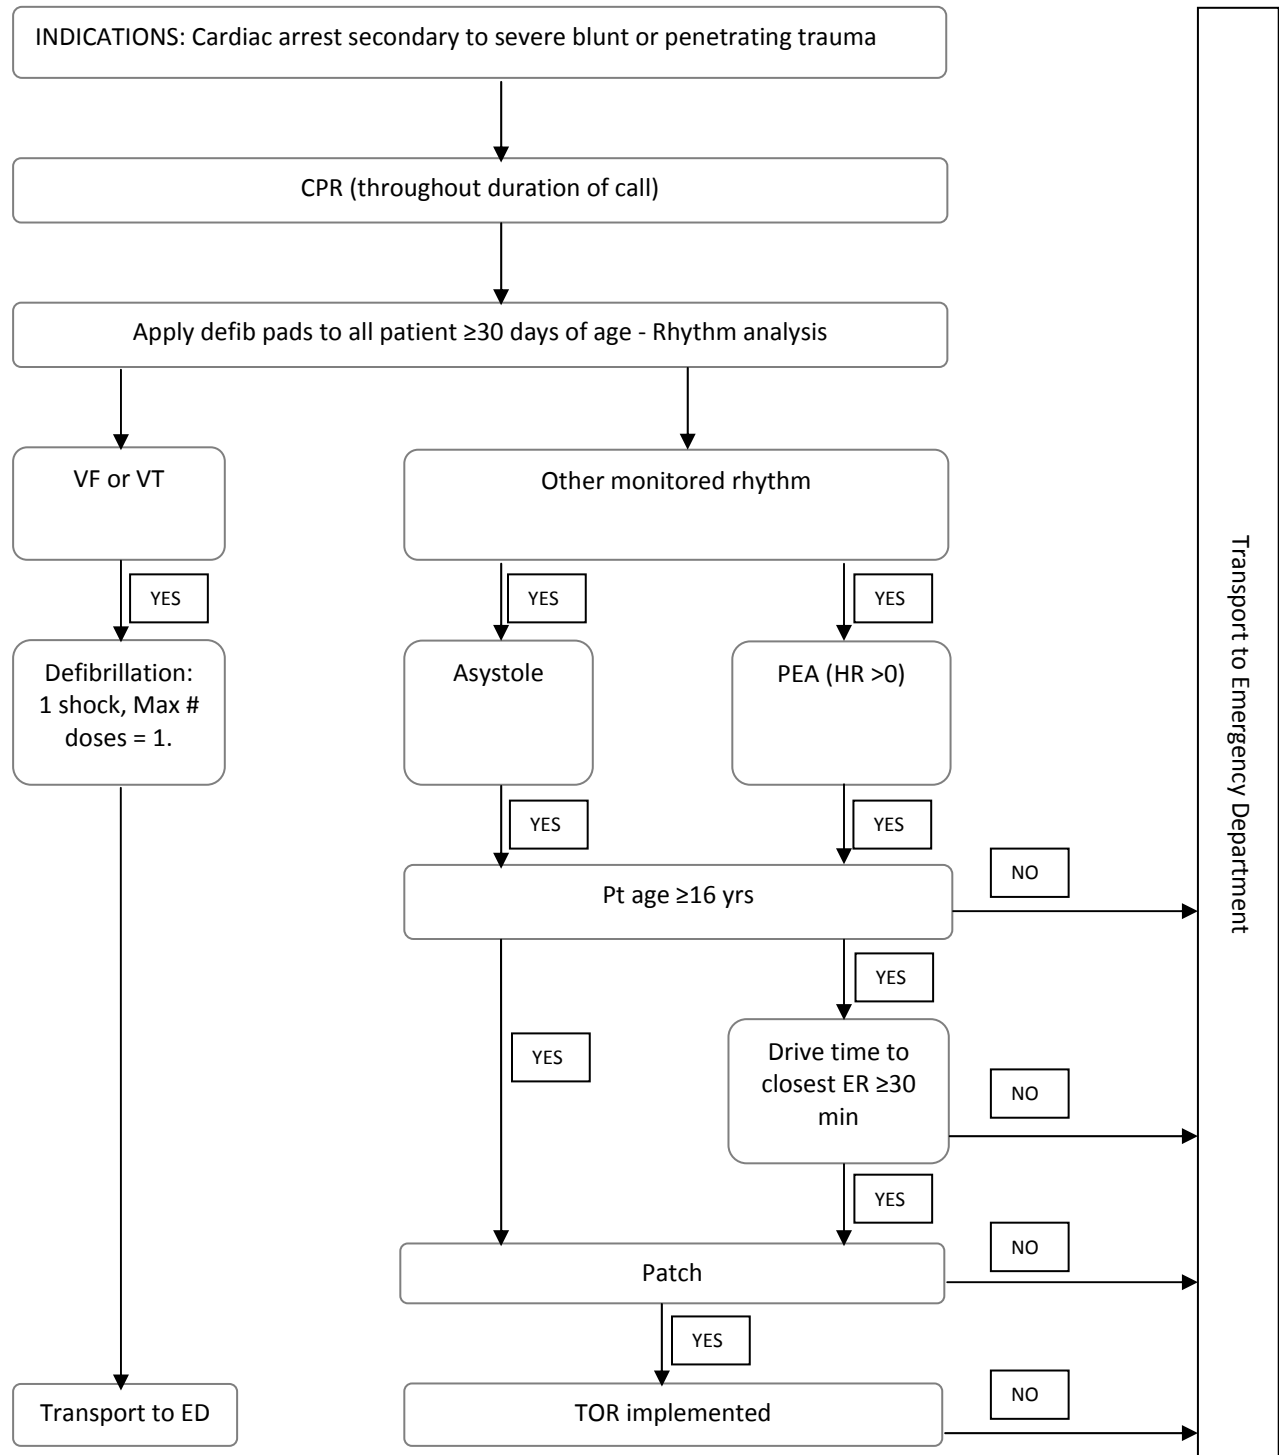 INDICATIONS: Cardiac arrest secondary to severe blunt or penetrating trauma
CPR (throughout duration of call)
Apply defib pads to all patient ≥30 days of age - Rhythm analysis
VF or VT
Other monitored rhythm
YES
YES
YES
Defibrillation:
1 shock, Max #
doses = 1.
Asystole
PEA (HR >0)
YES
YES
Pt age ≥16 yrs
NO
YES
YES
Drive time to
closest ER ≥30
min
NO
YES
Patch
NO
YES
Transport to ED
TOR implemented
NO
Transport to Emergency Department